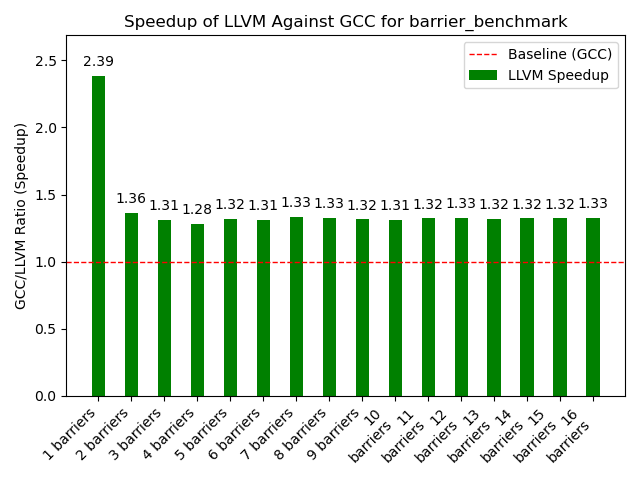 Speedup of LLVM Against GCC for barrier_benchmark
GCC/LLVM Ratio (Speedup)
2.5
2.0
1.5
1.0
0.5
0.0
Baseline (GCC)
LLVM Speedup
2.39
1.36
1.31
1.28
1.32
1.31
1.33
1.33
1.32
1.31
1.32
1.33
1.32
1.32
1.32
1.33
1 barriers
2 barriers
3 barriers
4 barriers
5 barriers
6 barriers
7 barriers
8 barriers
9 barriers
10
barriers
11
barriers
12
barriers
13
barriers
14
barriers
15
barriers
16
barriers